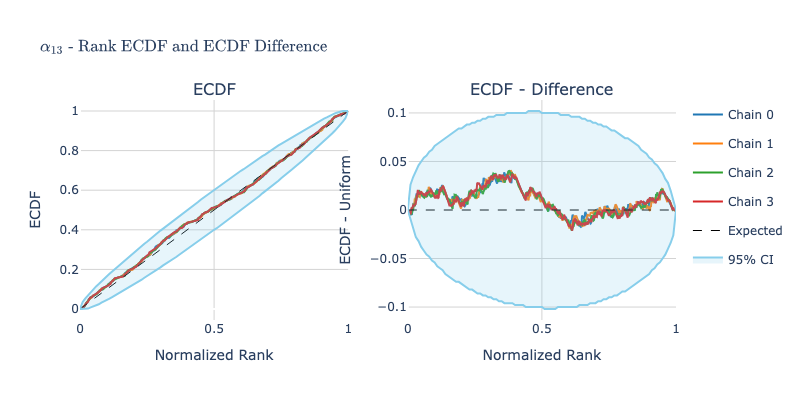 α₁₃ - Rank ECDF and ECDF Difference
ECDF
ECDF
1
0.8
0.6
0.4
0.2
0
0
0.5
1
Normalized Rank
ECDF - Difference
ECDF - Uniform
0.1
0.05
0
−0.05
−0.1
0
0.5
1
Normalized Rank
Chain 0
Chain 1
Chain 2
Chain 3
Expected
95% CI